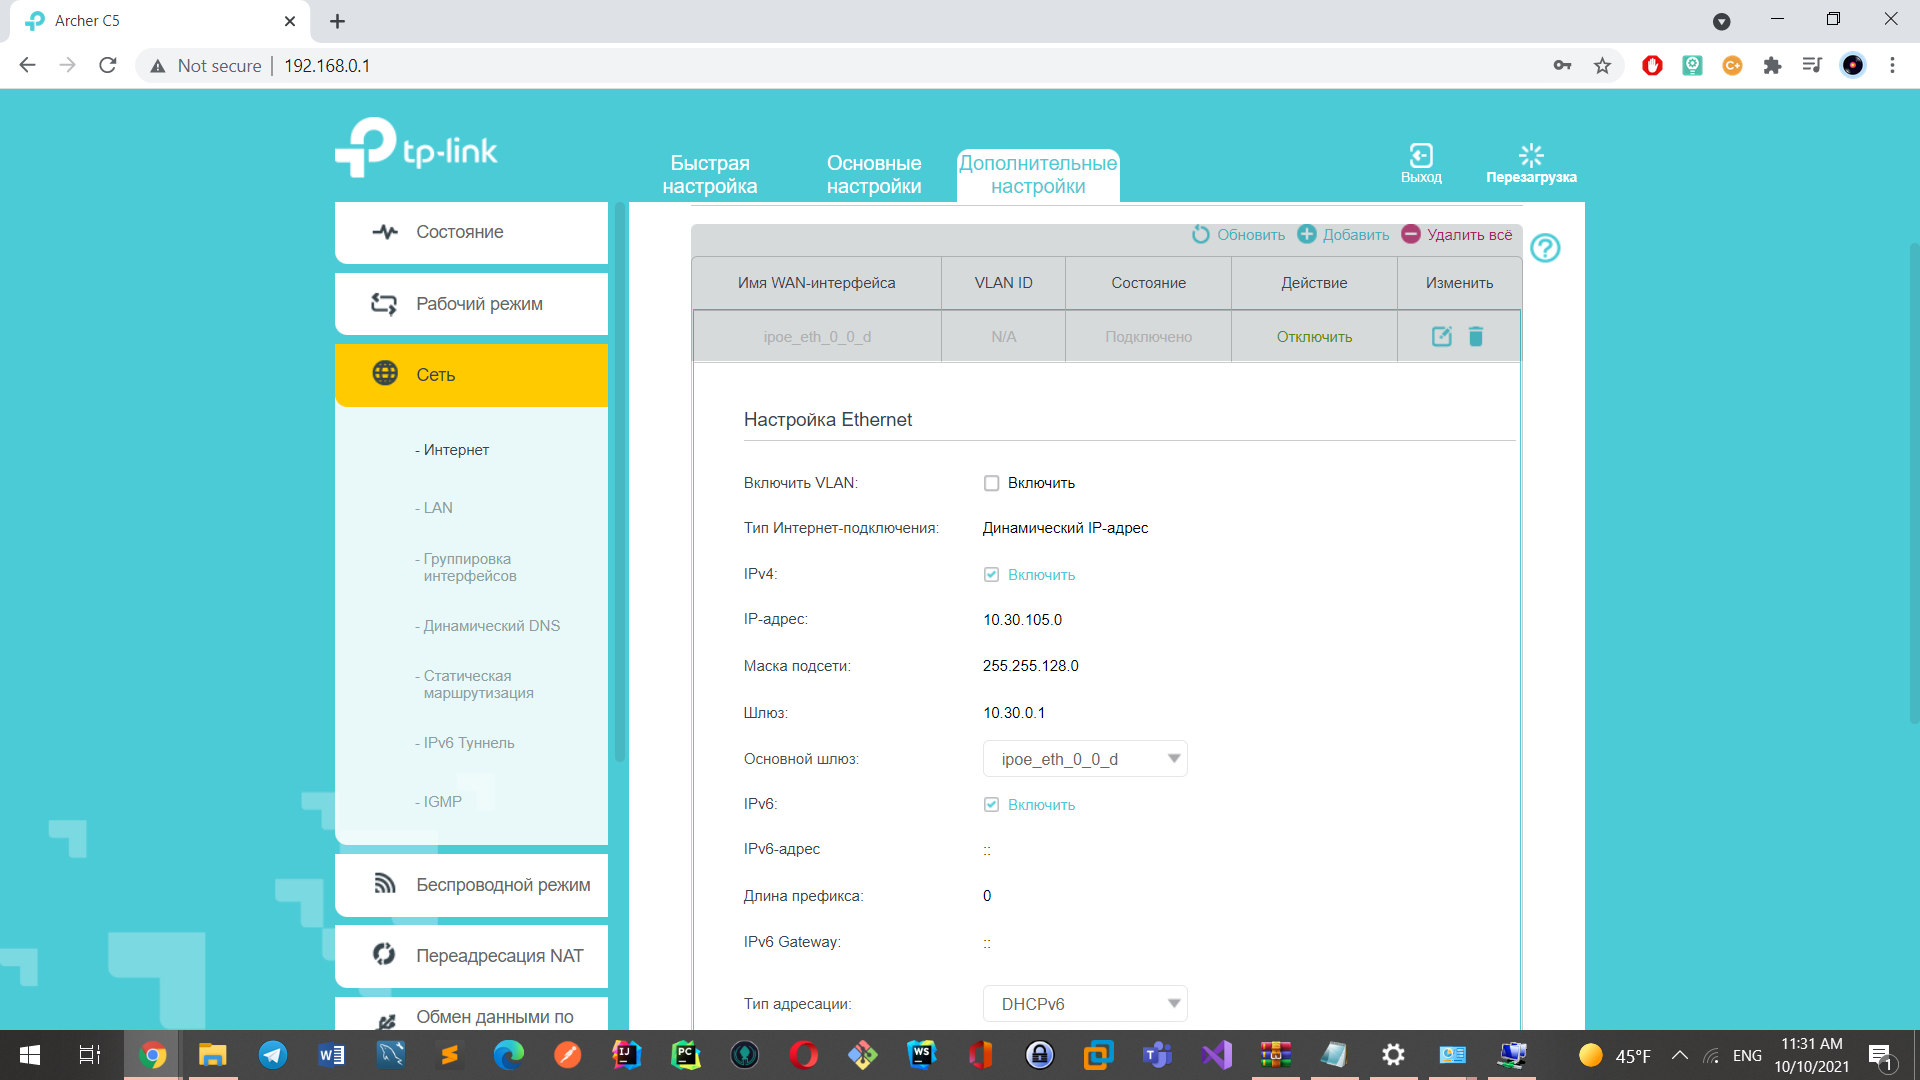 Archer C5
Not secure
192.168.0.1
tp-link
Быстрая
настройка
Основные
настройки
Дополнительные
настройки
Выход
Перезагрузка
Состояние
Рабочий режим
Сеть
- Интернет
- LAN
- Группировка
интерфейсов
- Динамический DNS
- Статическая
маршрутизация
- IPv6 Туннель
- IGMP
Беспроводной режим
Переадресация NAT
Обмен данными по
Обновить
Добавить
Удалить всё
Имя WAN-интерфейса
VLAN ID
Состояние
Действие
Изменить
ipoe_eth_0_0_d
N/A
Подключено
Отключить
Настройка Ethernet
Включить VLAN:
Включить
Тип Интернет-подключения:
Динамический IP-адрес
IPv4:
Включить
IP-адрес:
10.30.105.0
Маска подсети:
255.255.128.0
Шлюз:
10.30.0.1
Основной шлюз:
ipoe_eth_0_0_d
IPv6:
Включить
IPv6-адрес
::
Длина префикса:
0
IPv6 Gateway:
::
Тип адресации:
DHCPv6
45°F
ENG
11:31 AM
10/10/2021
1